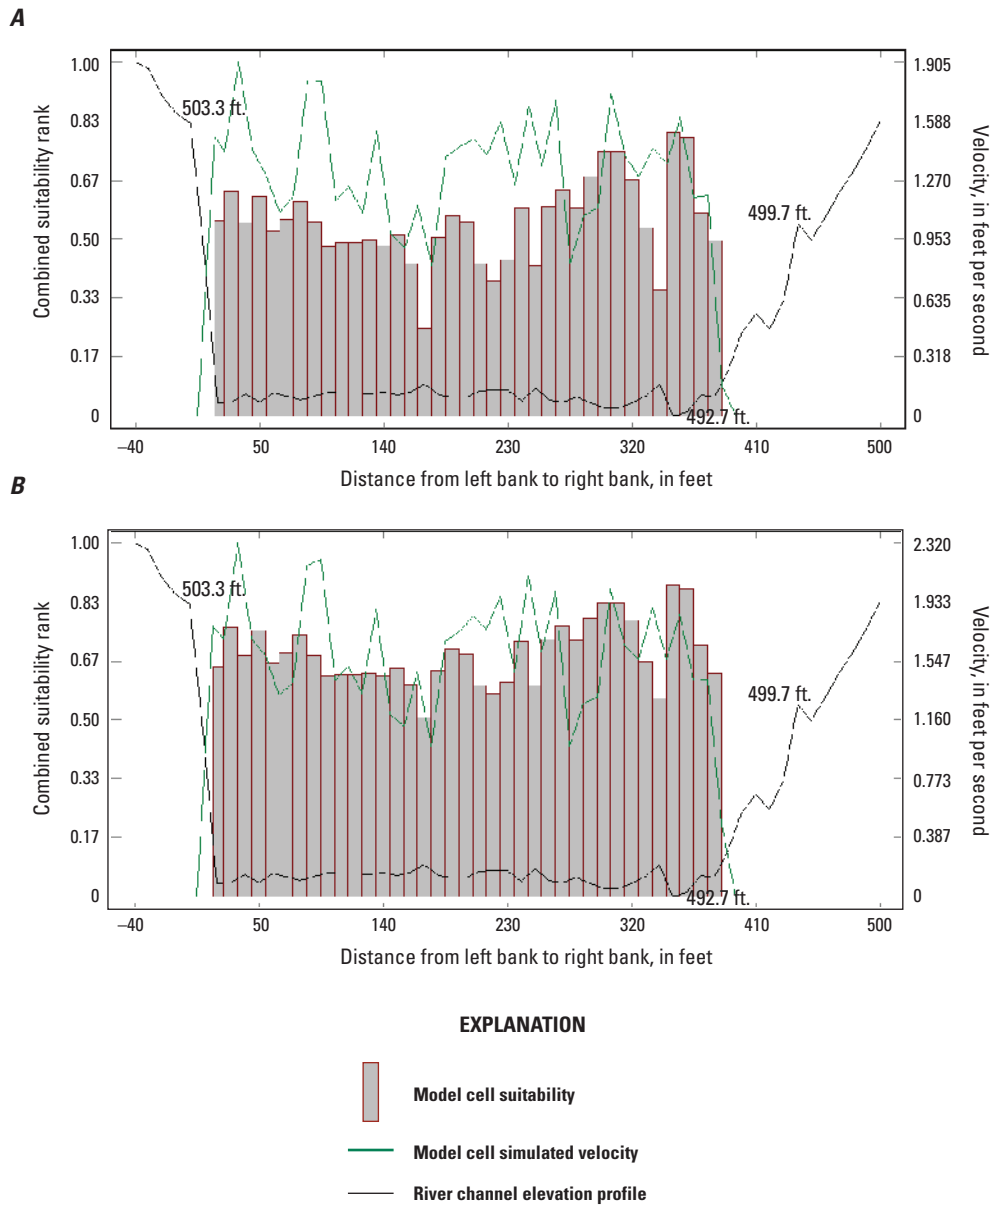 A
1.00
0.83
0.67
0.50
0.33
0.17
0
Combined suitability rank
503.3 ft.
499.7 ft.
492.7 ft.
1.905
1.588
1.270
0.953
0.635
0.318
0
Velocity, in feet per second
–40 50 140 230 320 410 500
Distance from left bank to right bank, in feet
B
1.00
0.83
0.67
0.50
0.33
0.17
0
Combined suitability rank
503.3 ft.
499.7 ft.
492.7 ft.
2.320
1.933
1.547
1.160
0.773
0.387
0
Velocity, in feet per second
–40 50 140 230 320 410 500
Distance from left bank to right bank, in feet
EXPLANATION
Model cell suitability
Model cell simulated velocity
River channel elevation profile